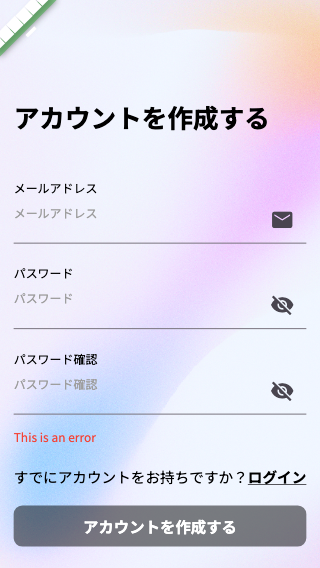 アカウントを作成する
メールアドレス
メールアドレス
パスワード
パスワード
パスワード確認
パスワード確認
This is an error
すでにアカウントをお持ちですか？ログイン
アカウントを作成する